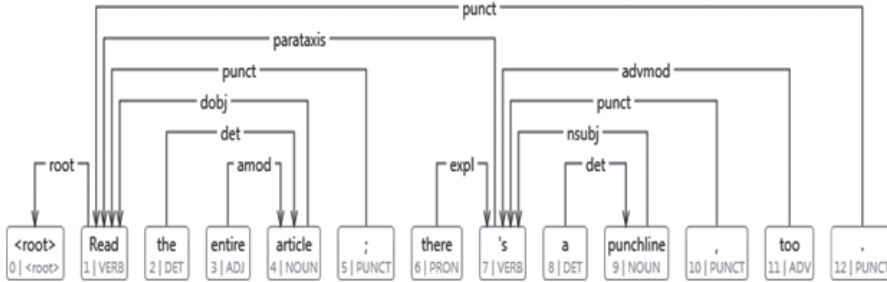 punct
parataxis
punct advmod
dobj punct
det nsubj
root amod expl det
<root> Read the entire article ; there 's a punchline , too .
0 | <root> 1 | VERB 2 | DET 3 | ADJ 4 | NOUN 5 | PUNCT 6 | PRON 7 | VERB 8 | DET 9 | NOUN 10 | PUNCT 11 | ADV 12 | PUNCT